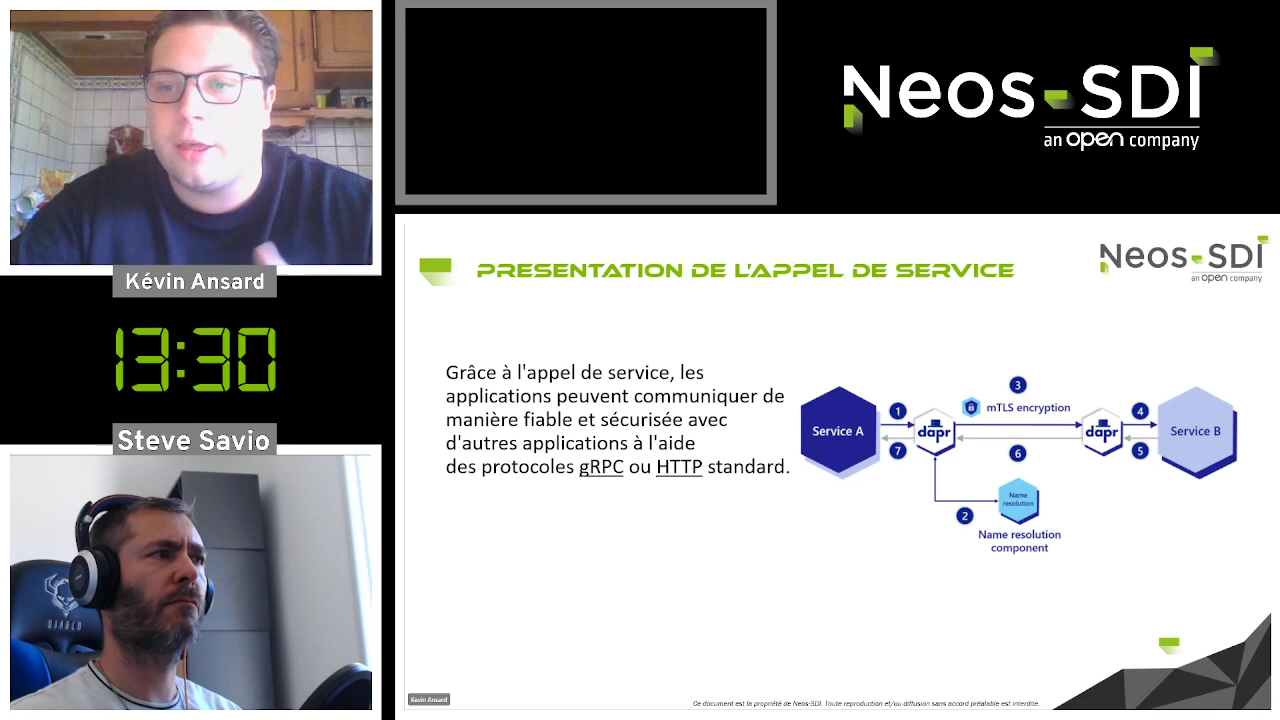 Kévin Ansard
13:30
Steve Savio
DIABLO
Neos-SDI
an open company
PRESENTATION DE L'APPEL DE SERVICE
Neos-SDI
an open company
Grâce à l'appel de service, les
applications peuvent communiquer de
manière fiable et sécurisée avec
d'autres applications à l'aide
des protocoles gRPC ou HTTP standard.
Service A
1
7
dapr
3
mTLS encryption
6
dapr
4
5
Service B
2
Name
resolution
Name resolution
component
Kevin Ansard
Ce document est la propriété de Neos-SDI. Toute reproduction et/ou diffusion sans accord préalable est interdite.